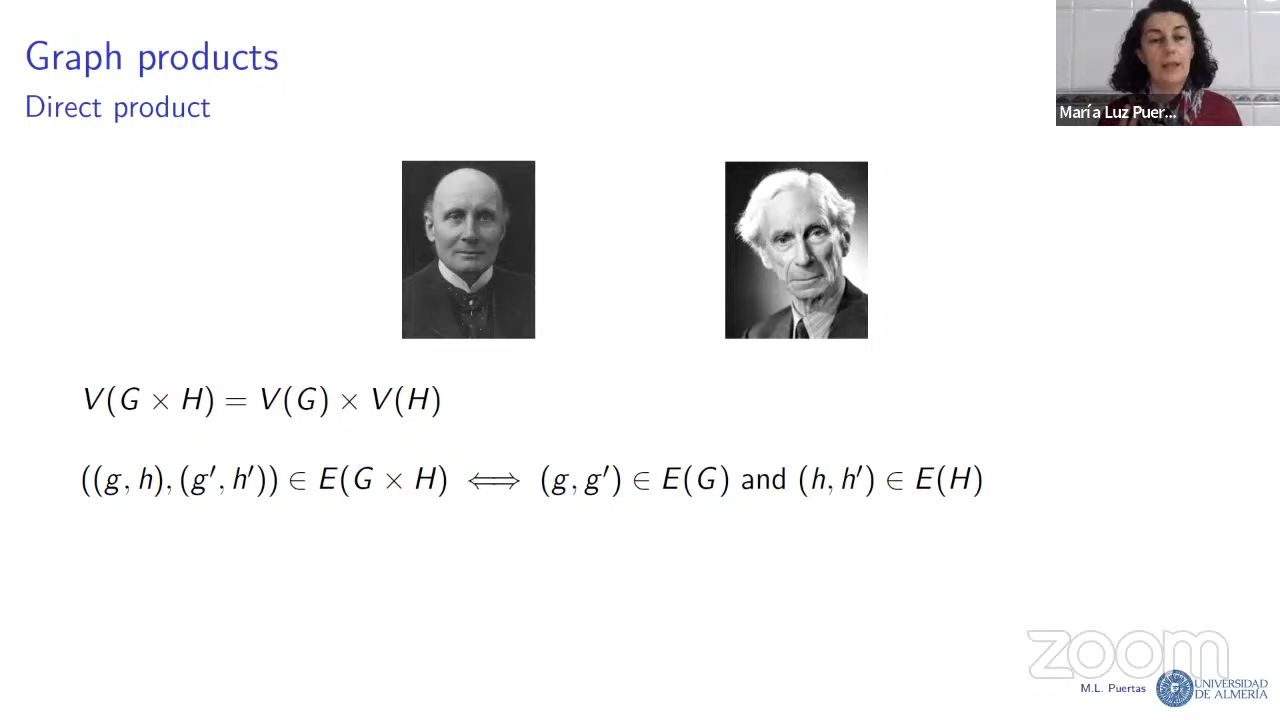 Graph products
Direct product
María Luz Puer...
V(G × H) = V(G) × V(H)
((g, h), (g′, h′)) ∈ E(G × H) ⟺ (g, g′) ∈ E(G) and (h, h′) ∈ E(H)
zoom
M.L. Puertas
UNIVERSIDAD
DE ALMERÍA